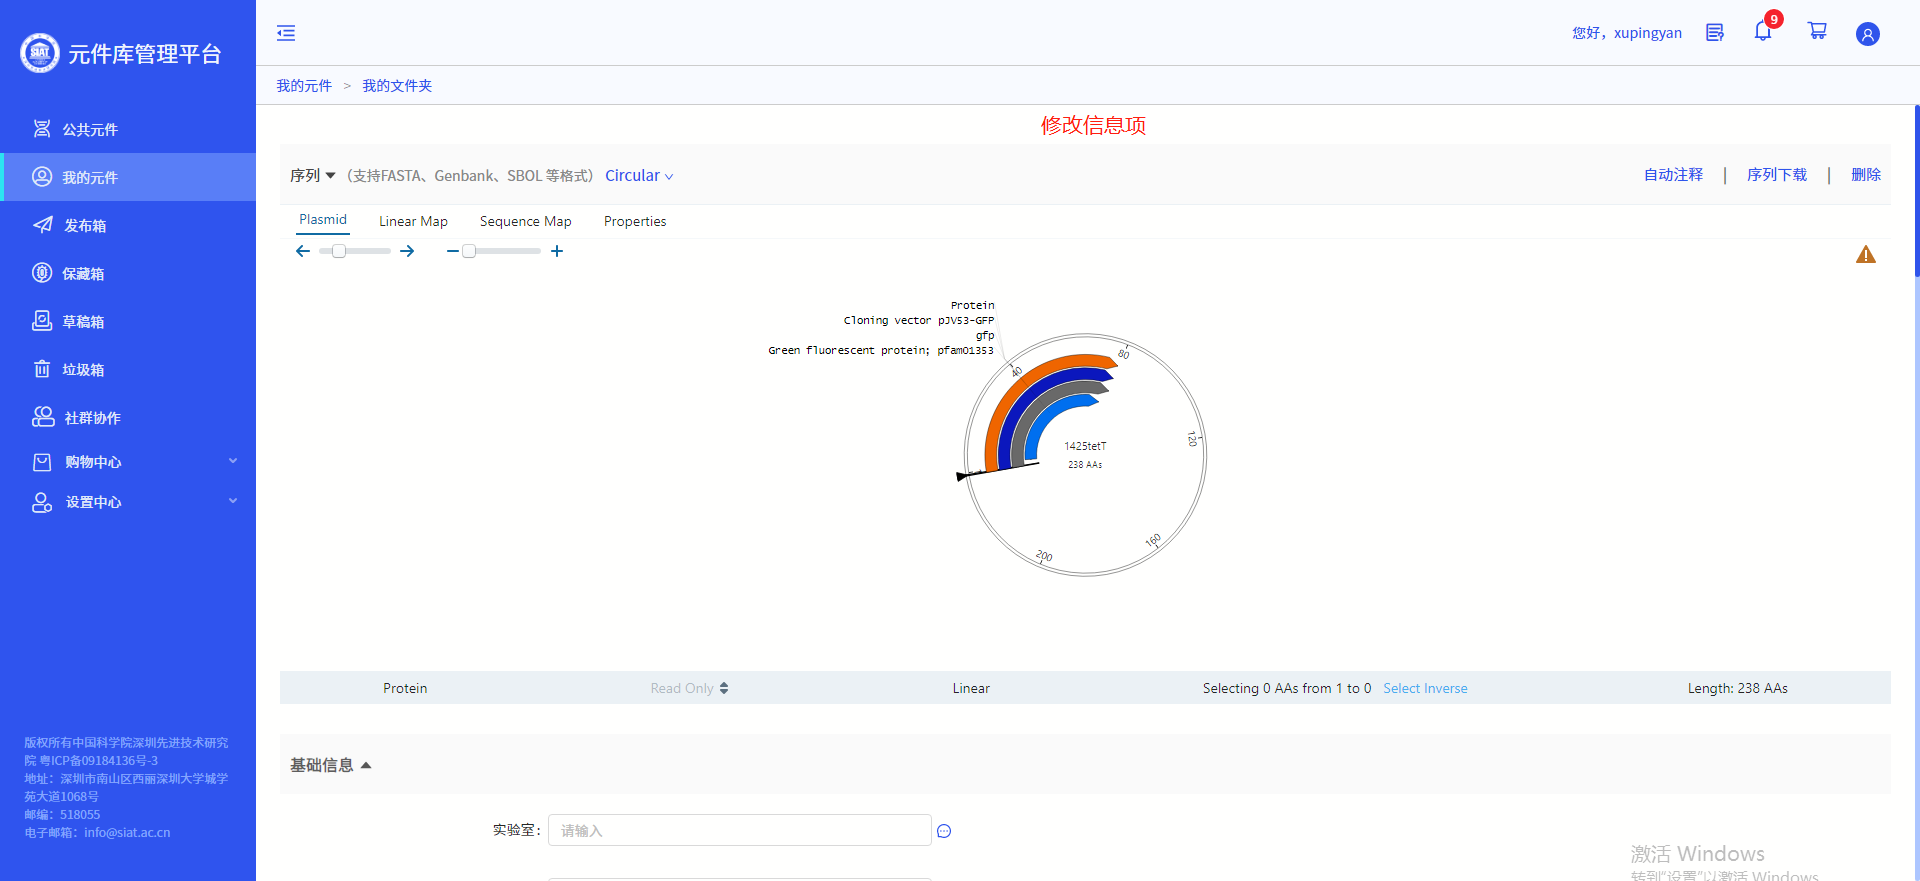 SIAT
元件库管理平台
您好，xupingyan
9
我的元件 > 我的文件夹
公共元件
我的元件
发布箱
保藏箱
草稿箱
垃圾箱
社群协作
购物中心
设置中心
版权所有中国科学院深圳先进技术研究
院 粤ICP备09184136号-3
地址：深圳市南山区西丽深圳大学城学
苑大道1068号
邮编：518055
电子邮箱：info@siat.ac.cn
修改信息项
序列 （支持FASTA、Genbank、SBOL 等格式） Circular
自动注释 | 序列下载 | 删除
Plasmid Linear Map Sequence Map Properties
Protein
Cloning vector pJV53-GFP
gfp
Green fluorescent protein; pfam01353
40
80
120
160
200
1425tetT
238 AAs
Protein Read Only Linear Selecting 0 AAs from 1 to 0 Select Inverse Length: 238 AAs
基础信息
实验室： 请输入
激活 Windows
转到"设置"以激活 Windows